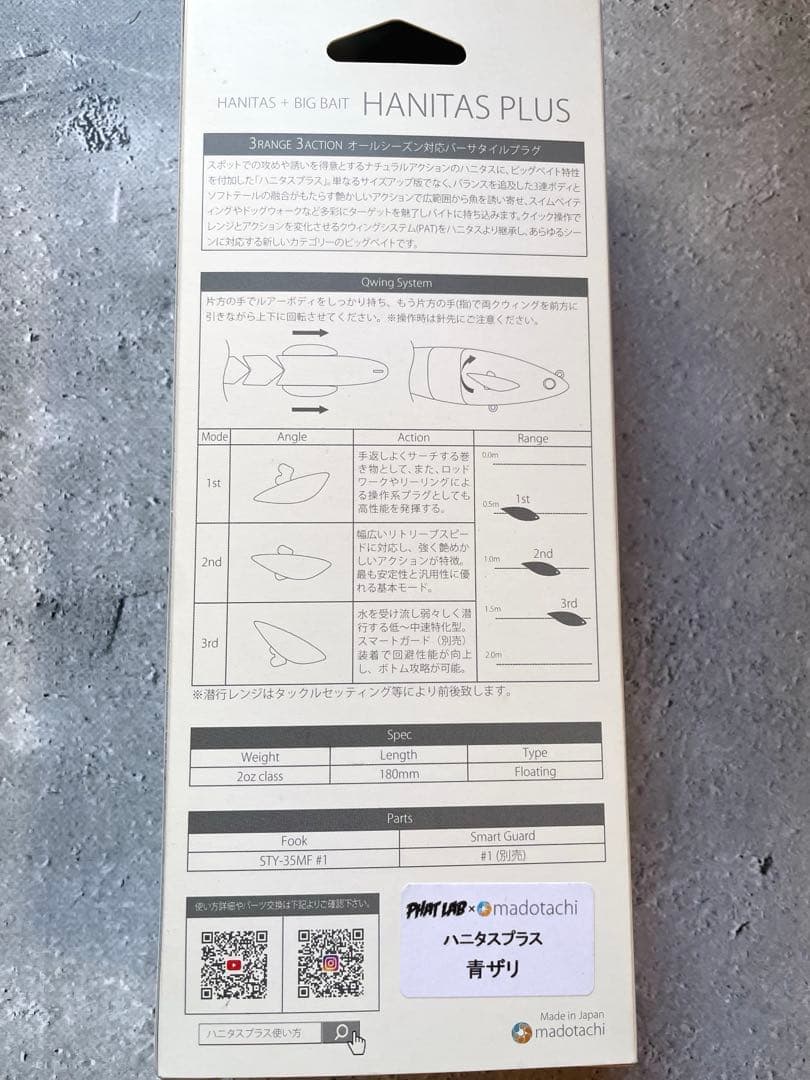 HANITAS + BIG BAIT HANITAS PLUS
3RANGE 3ACTION オールシーズン対応バーサタイルプラグ
スポットでの攻めや誘いを得意とするナチュラルアクションのハニタスに、ビッグベイト特性
を付加した「ハニタスプラス」。単なるサイズアップ版でなく、バランスを追及した3連ボディと
ソフトテールの融合がもたらす艶かしいアクションで広範囲から魚を誘い寄せ、スイムベイティ
ングやドッグウォークなど多彩にターゲットを魅了しバイトに持ち込みます。クイック操作で
レンジとアクションを変化させるクウィングシステム(PAT)をハニタスより継承し、あらゆるシー
ンに対応する新しいカテゴリーのビッグベイトです。
Qwing System
片方の手でルアーボディをしっかり持ち、もう片方の手(指)で両クウィングを前方に
引きながら上下に回転させてください。※操作時は針先にご注意ください。
Mode Angle Action Range
1st
手返しよくサーチする巻
き物として、また、ロッド
ワークやリーリングによ
る操作系プラグとしても
高性能を発揮する。
2nd
幅広いリトリーブスピー
ドに対応し、強く艶めか
しいアクションが特徴。
最も安定性と汎用性に優
れる基本モード。
3rd
水を受け流し弱々しく潜
行する低〜中速特化型。
スマートガード（別売）
装着で回避性能が向上
し、ボトム攻略が可能。
0.0m
0.5m 1st
1.0m 2nd
1.5m 3rd
2.0m
※潜行レンジはタックルセッティング等により前後致します。
Spec
Weight Length Type
2oz class 180mm Floating
Parts
Fook Smart Guard
STY-35MF #1 #1 (別売)
使い方詳細やパーツ交換は下記よりご確認下さい。
ハニタスプラス使い方
PHAT LAB × madotachi
ハニタスプラス
青ザリ
Made in Japan
madotachi